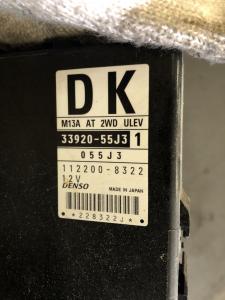 DK
M13A AT 2WD ULEV
33920-55J3 1
055J3
112200-8322
12V
DENSO MADE IN JAPAN
*228322J*